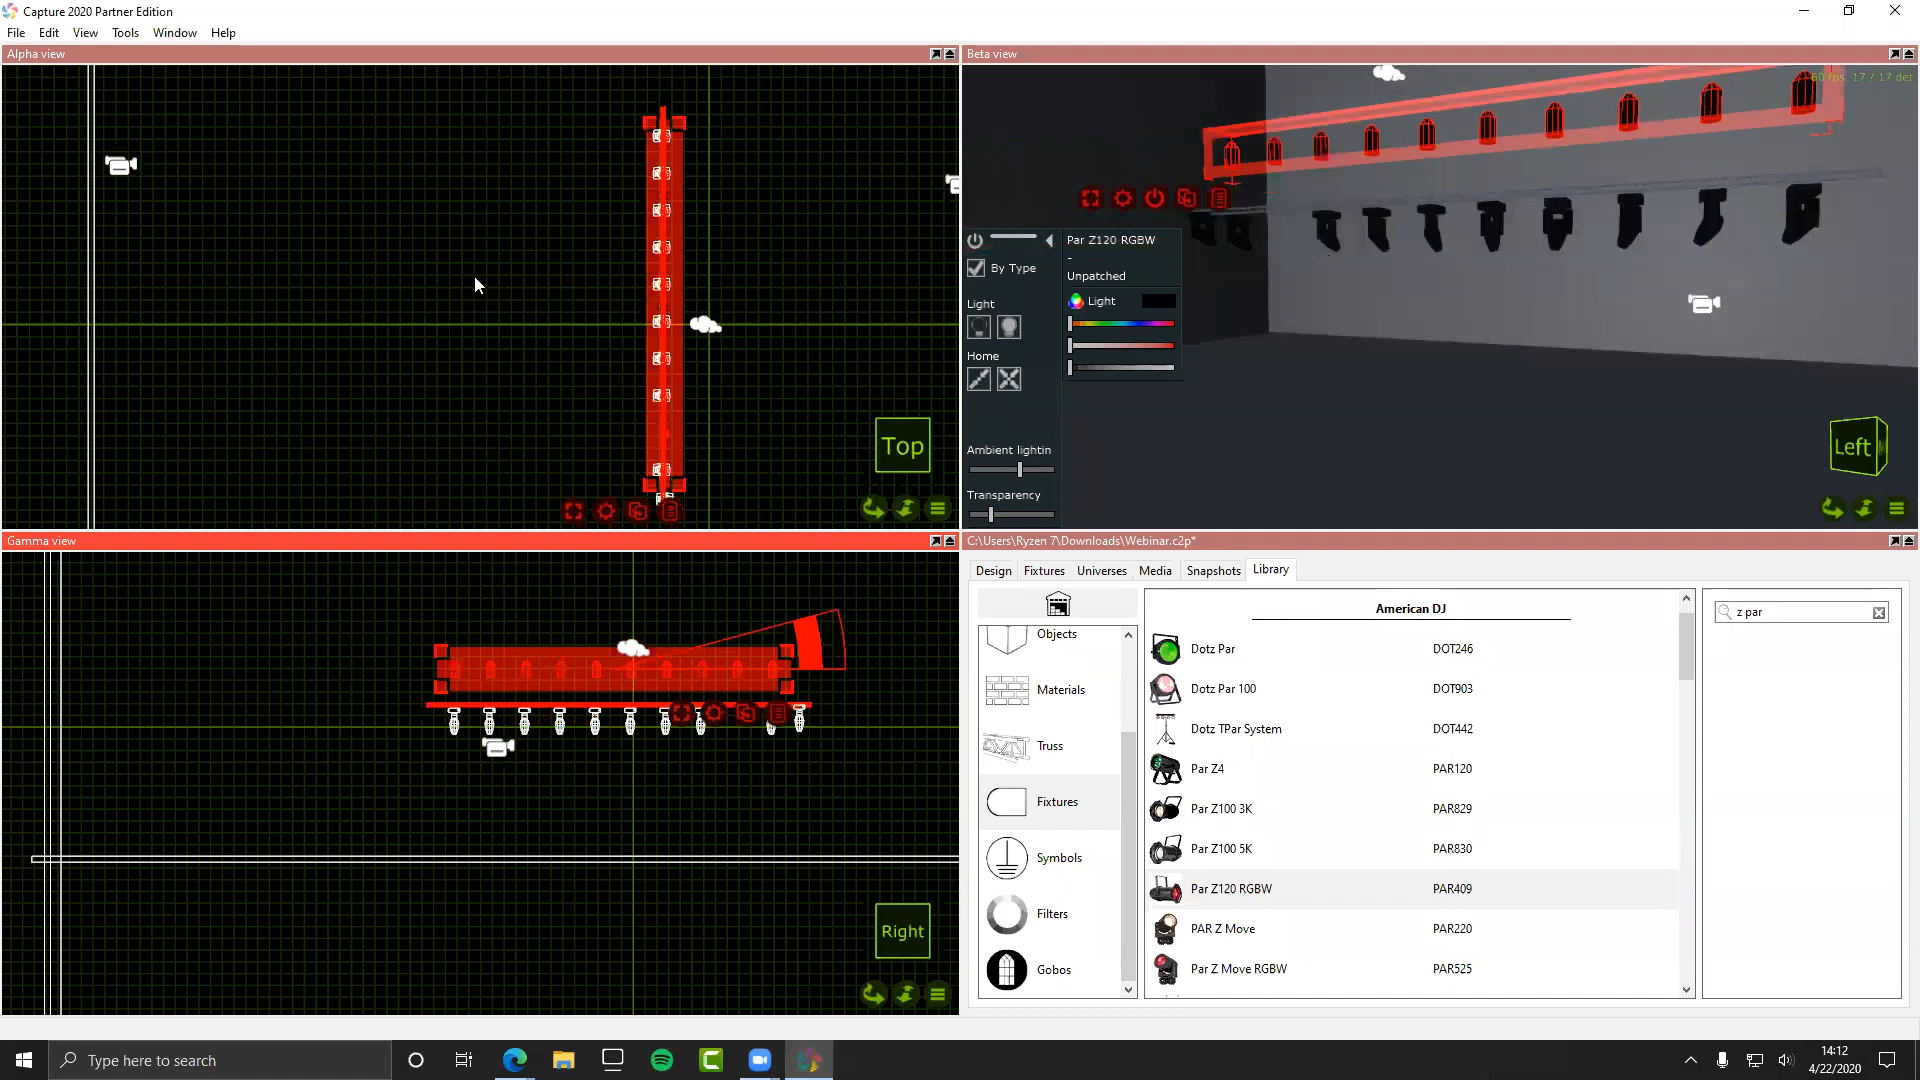 Capture 2020 Partner Edition
File Edit View Tools Window Help
Alpha view
Top
Beta view
60 fps, 17 / 17 det
By Type
Light
Home
Ambient lightin
Transparency
Par Z120 RGBW
-
Unpatched
Light
Left
Gamma view
Right
C:\Users\Ryzen 7\Downloads\Webinar.c2p*
Design Fixtures Universes Media Snapshots Library
Objects
Materials
Truss
Fixtures
Symbols
Filters
Gobos
American DJ
Dotz Par DOT246
Dotz Par 100 DOT903
Dotz TPar System DOT442
Par Z4 PAR120
Par Z100 3K PAR829
Par Z100 5K PAR830
Par Z120 RGBW PAR409
PAR Z Move PAR220
Par Z Move RGBW PAR525
z par
Type here to search
14:12
4/22/2020